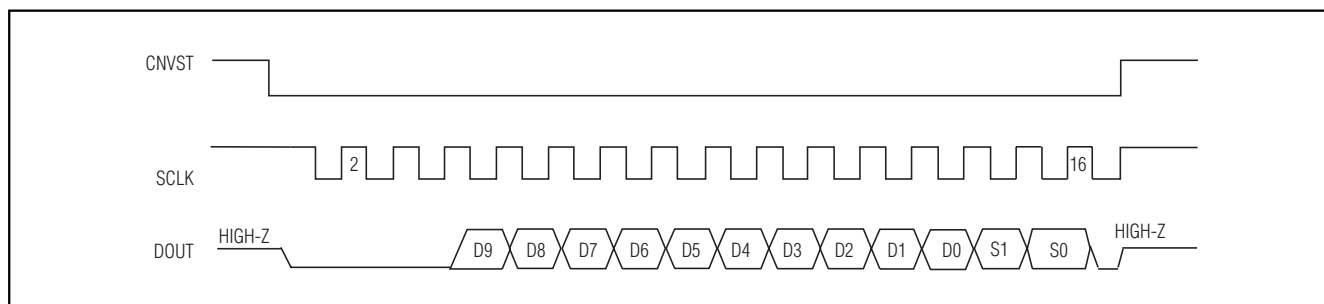 CNVST
SCLK
2
16
DOUT
HIGH-Z
D9 D8 D7 D6 D5 D4 D3 D2 D1 D0 S1 S0
HIGH-Z